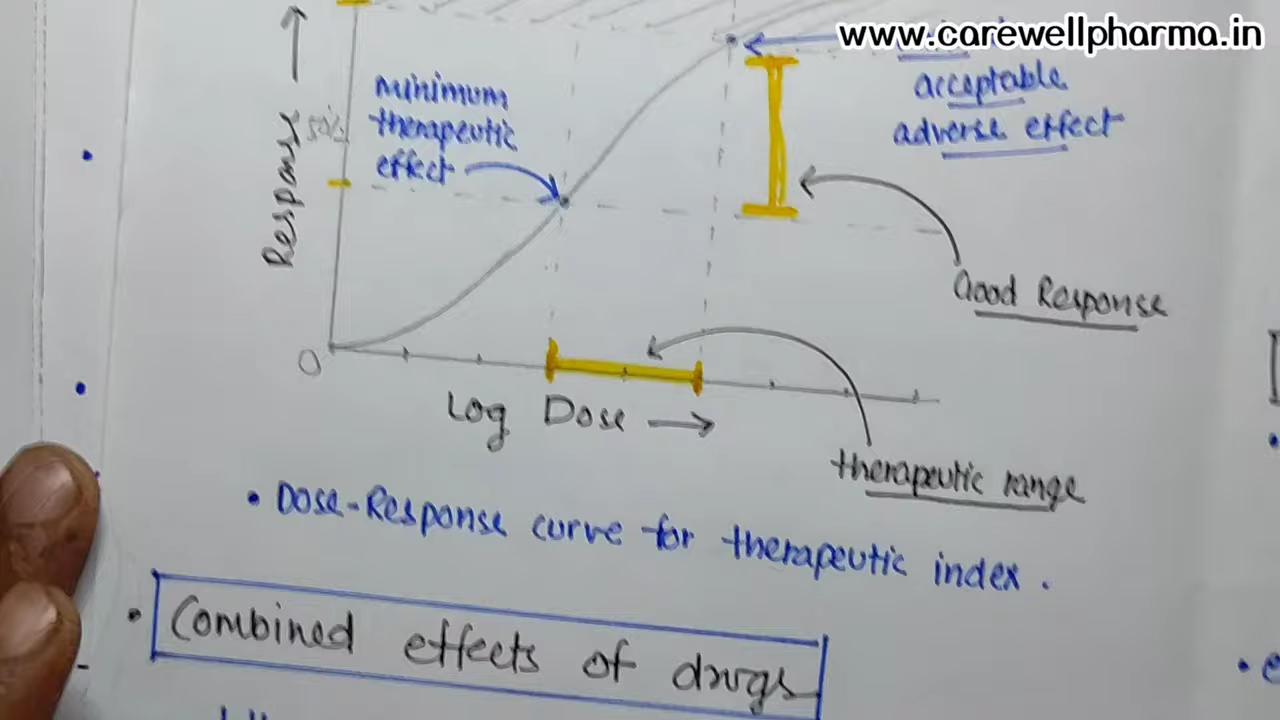 www.carewellpharma.in
acceptable
adverse effect
minimum
therapeutic
effect
Response
50%
Good Response
0
Log Dose
therapeutic range
• Dose-Response curve for therapeutic index.
• Combined effects of drugs